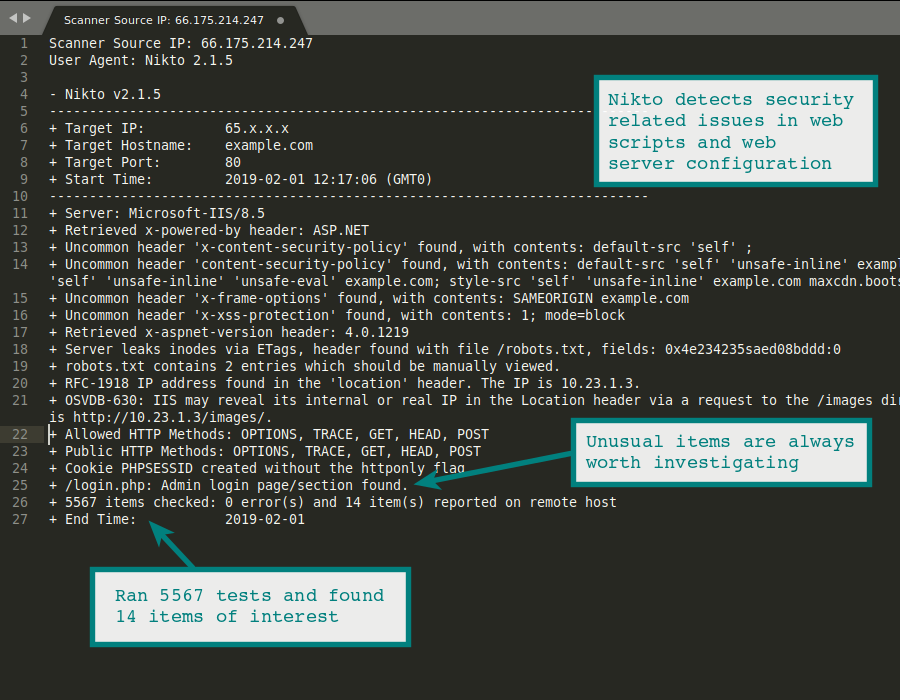 Scanner Source IP: 66.175.214.247
1 Scanner Source IP: 66.175.214.247
2 User Agent: Nikto 2.1.5
3
4 - Nikto v2.1.5
5 --------------------------------------------------------------------
6 + Target IP: 65.x.x.x
7 + Target Hostname: example.com
8 + Target Port: 80
9 + Start Time: 2019-02-01 12:17:06 (GMT0)
Nikto detects security
related issues in web
scripts and web
server configuration
10 ---------------------------------------------------------------------------
11 + Server: Microsoft-IIS/8.5
12 + Retrieved x-powered-by header: ASP.NET
13 + Uncommon header 'x-content-security-policy' found, with contents: default-src 'self' ;
14 + Uncommon header 'content-security-policy' found, with contents: default-src 'self' 'unsafe-inline' exampl
'self' 'unsafe-inline' 'unsafe-eval' example.com; style-src 'self' 'unsafe-inline' example.com maxcdn.boots
15 + Uncommon header 'x-frame-options' found, with contents: SAMEORIGIN example.com
16 + Uncommon header 'x-xss-protection' found, with contents: 1; mode=block
17 + Retrieved x-aspnet-version header: 4.0.1219
18 + Server leaks inodes via ETags, header found with file /robots.txt, fields: 0x4e234235saed08bddd:0
19 + robots.txt contains 2 entries which should be manually viewed.
20 + RFC-1918 IP address found in the 'location' header. The IP is 10.23.1.3.
21 + OSVDB-630: IIS may reveal its internal or real IP in the Location header via a request to the /images dir
is http://10.23.1.3/images/.
22 + Allowed HTTP Methods: OPTIONS, TRACE, GET, HEAD, POST
23 + Public HTTP Methods: OPTIONS, TRACE, GET, HEAD, POST
24 + Cookie PHPSESSID created without the httponly flag
25 + /login.php: Admin login page/section found.
26 + 5567 items checked: 0 error(s) and 14 item(s) reported on remote host
27 + End Time: 2019-02-01
Unusual items are always
worth investigating
Ran 5567 tests and found
14 items of interest